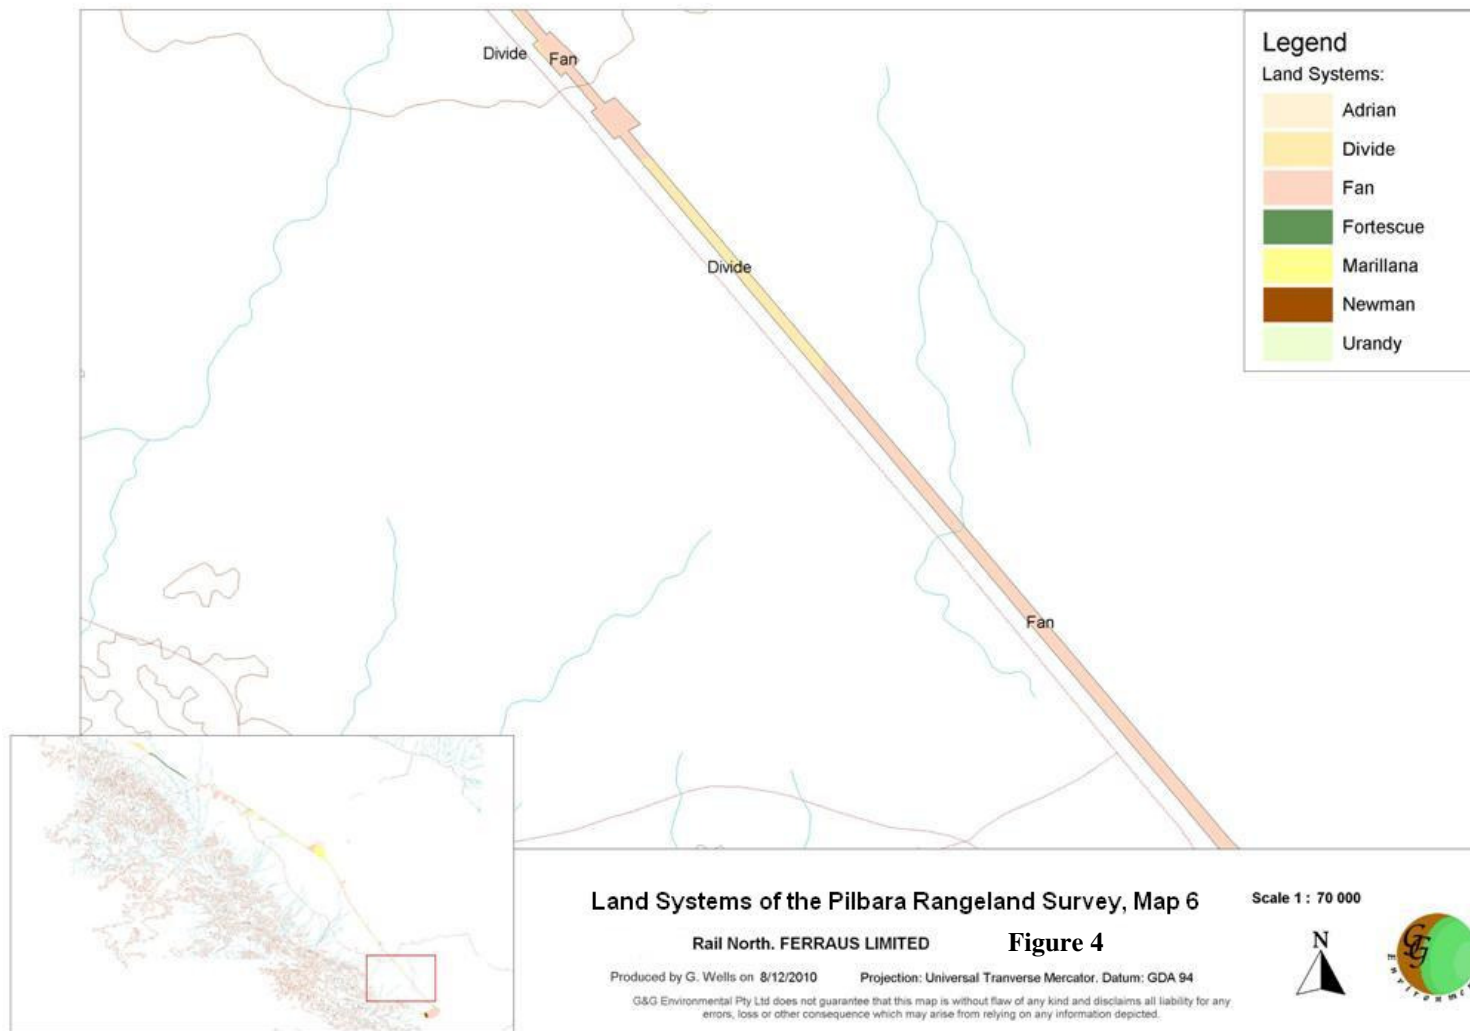 Divide
Fan
Divide
Fan
Legend
Land Systems:
Adrian
Divide
Fan
Fortescue
Marillana
Newman
Urandy
Land Systems of the Pilbara Rangeland Survey, Map 6
Scale 1 : 70 000
Rail North. FERRAUS LIMITED
Figure 4
N
Produced by G. Wells on 8/12/2010 Projection: Universal Tranverse Mercator. Datum: GDA 94
G&G Environmental Pty Ltd does not guarantee that this map is without flaw of any kind and disclaims all liability for any
errors, loss or other consequence which may arise from relying on any information depicted.